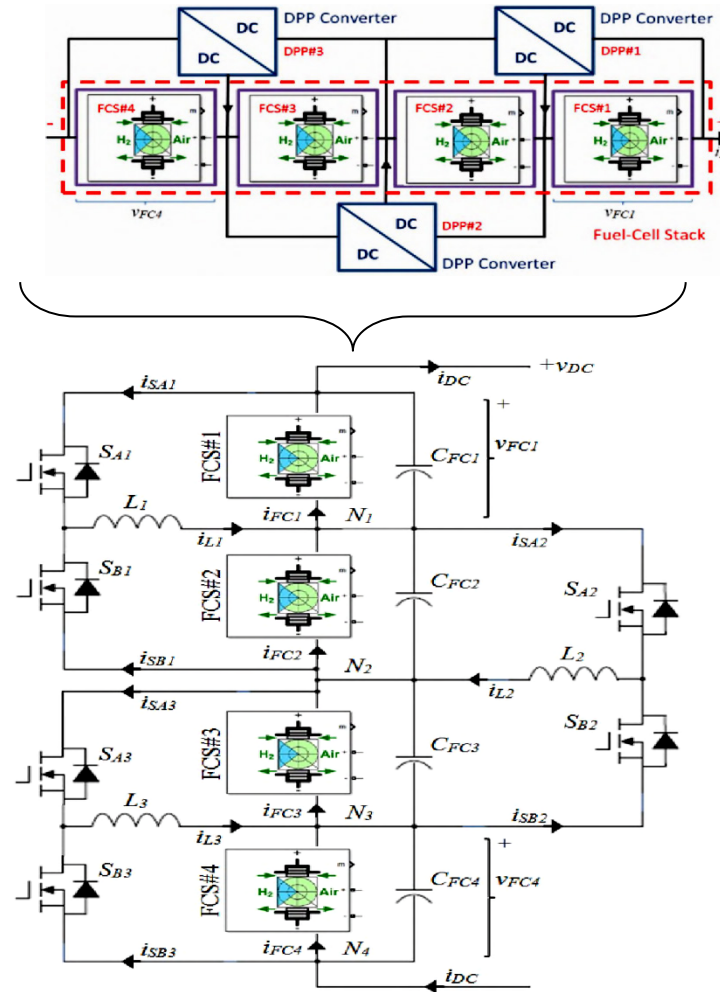 DPP Converter
DPP Converter
DC
DC
DPP#3
DC
DC
DPP#1
FCS#4
FCS#3
FCS#2
FCS#1
+
m
+
m
+
m
+
m
-
H₂
Air
+
H₂
Air
+
H₂
Air
+
H₂
Air
+
-
-
-
-
vFC4
DC
DC
DPP#2
DPP Converter
vFC1
Fuel-Cell Stack
iSA1
iDC
+vDC
SA1
FCS#1
+
m
H₂
Air
+
-
CFC1
+
vFC1
L1
iL1
iFC1
N1
iSA2
SB1
FCS#2
+
m
H₂
Air
+
-
CFC2
SA2
iSB1
iFC2
N2
L2
iL2
iSA3
SA3
FCS#3
+
m
H₂
Air
+
-
CFC3
SB2
L3
iL3
iFC3
N3
iSB2
SB3
FCS#4
+
m
H₂
Air
+
-
CFC4
+
vFC4
iSB3
iFC4
N4
iDC